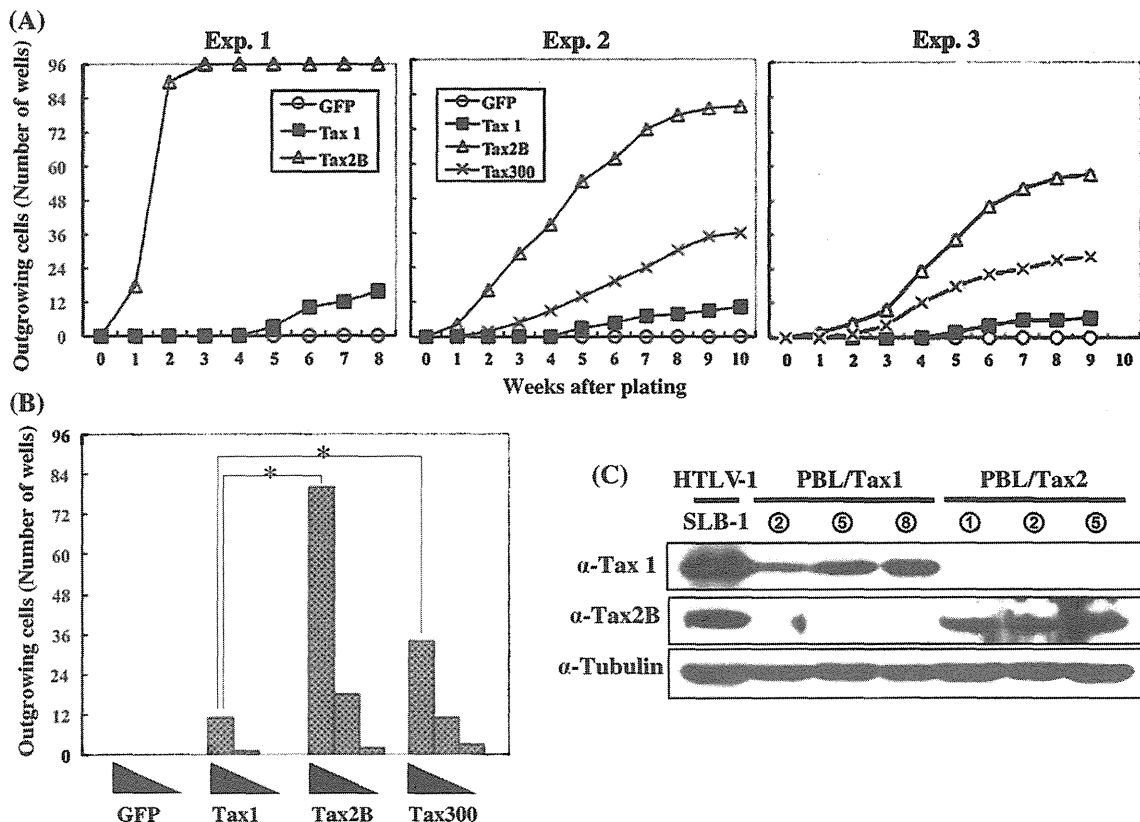 (A)
Exp. 1
Exp. 2
Exp. 3
Outgrowing cells (Number of wells)
96
84
72
60
48
36
24
12
0
GFP
Tax 1
Tax2B
GFP
Tax 1
Tax2B
Tax300
0 1 2 3 4 5 6 7 8
0 1 2 3 4 5 6 7 8 9 10
0 1 2 3 4 5 6 7 8 9 10
Weeks after plating
(B)
Outgrowing cells (Number of wells)
96
84
72
60
48
36
24
12
0
*
*
GFP Tax1 Tax2B Tax300
(C)
HTLV-1 PBL/Tax1 PBL/Tax2
SLB-1 ② ⑤ ⑧ ① ② ⑤
α-Tax 1
α-Tax2B
α-Tubulin